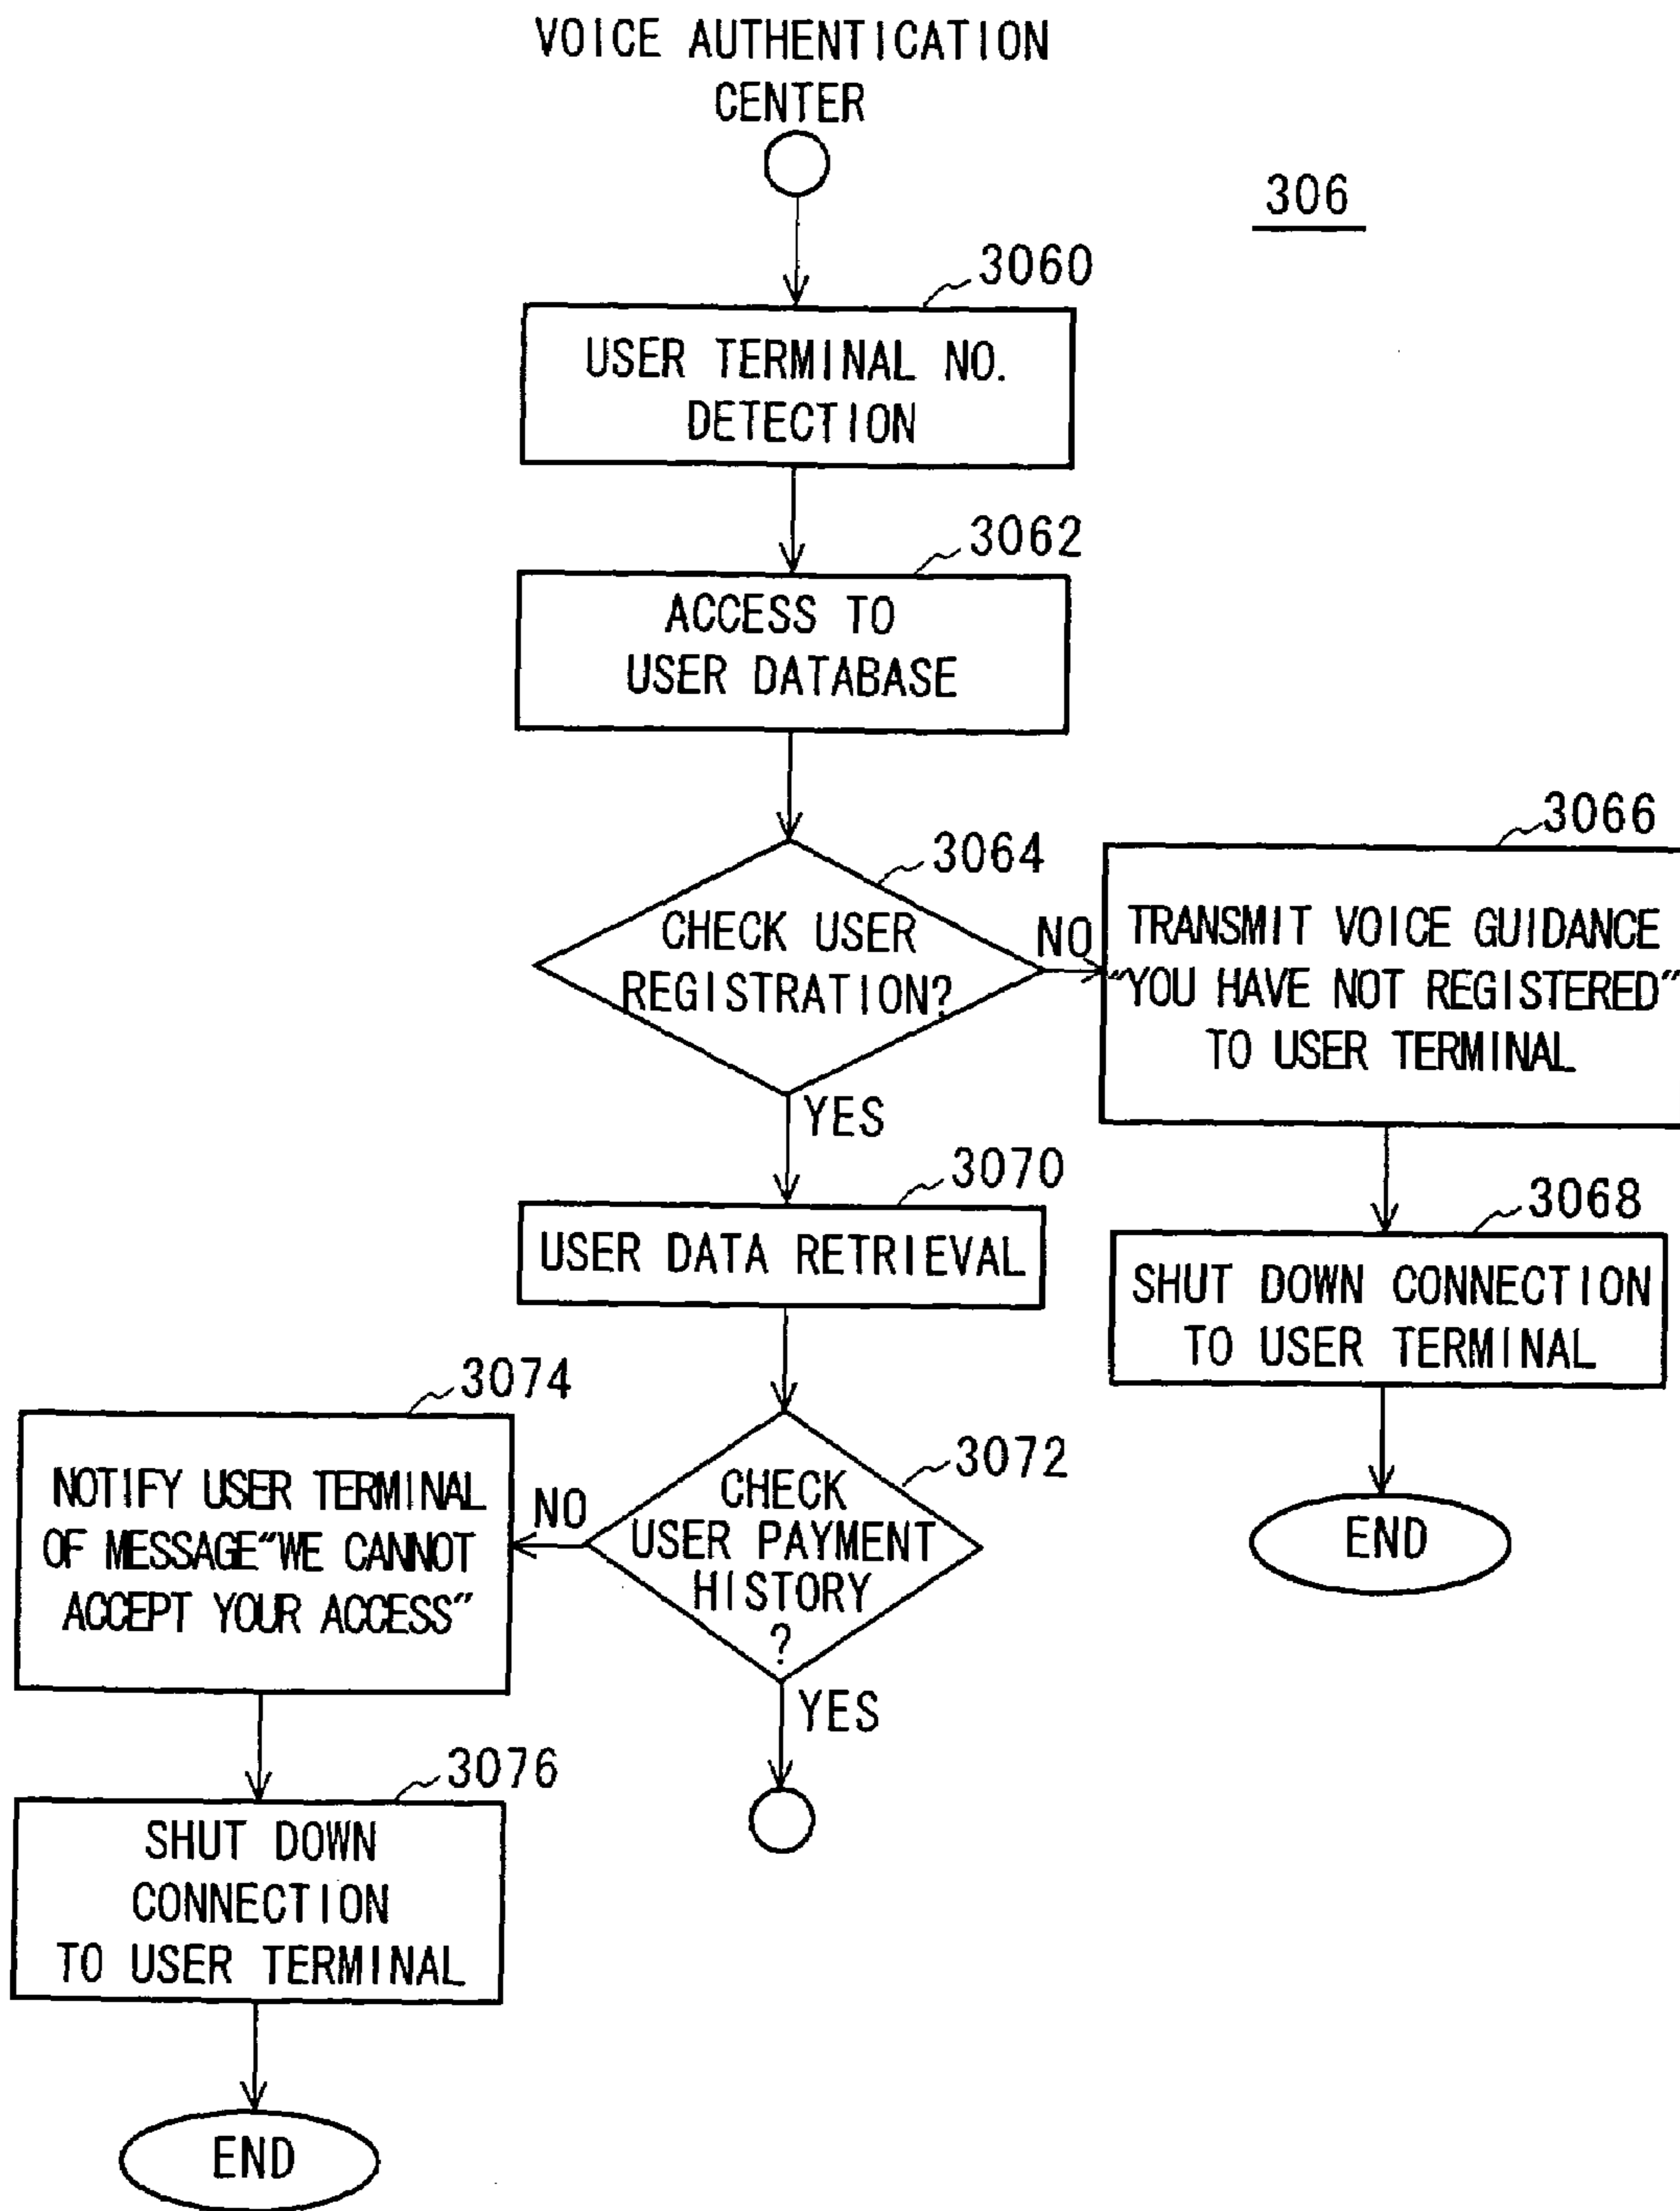 VOICE AUTHENTICATION
CENTER
306
3060
USER TERMINAL NO.
DETECTION
3062
ACCESS TO
USER DATABASE
3064
CHECK USER
REGISTRATION?
NO
YES
3066
TRANSMIT VOICE GUIDANCE
"YOU HAVE NOT REGISTERED"
TO USER TERMINAL
3068
SHUT DOWN CONNECTION
TO USER TERMINAL
END
3070
USER DATA RETRIEVAL
3072
CHECK
USER PAYMENT
HISTORY
?
NO
YES
3074
NOTIFY USER TERMINAL
OF MESSAGE"WE CANNOT
ACCEPT YOUR ACCESS"
3076
SHUT DOWN
CONNECTION
TO USER TERMINAL
END